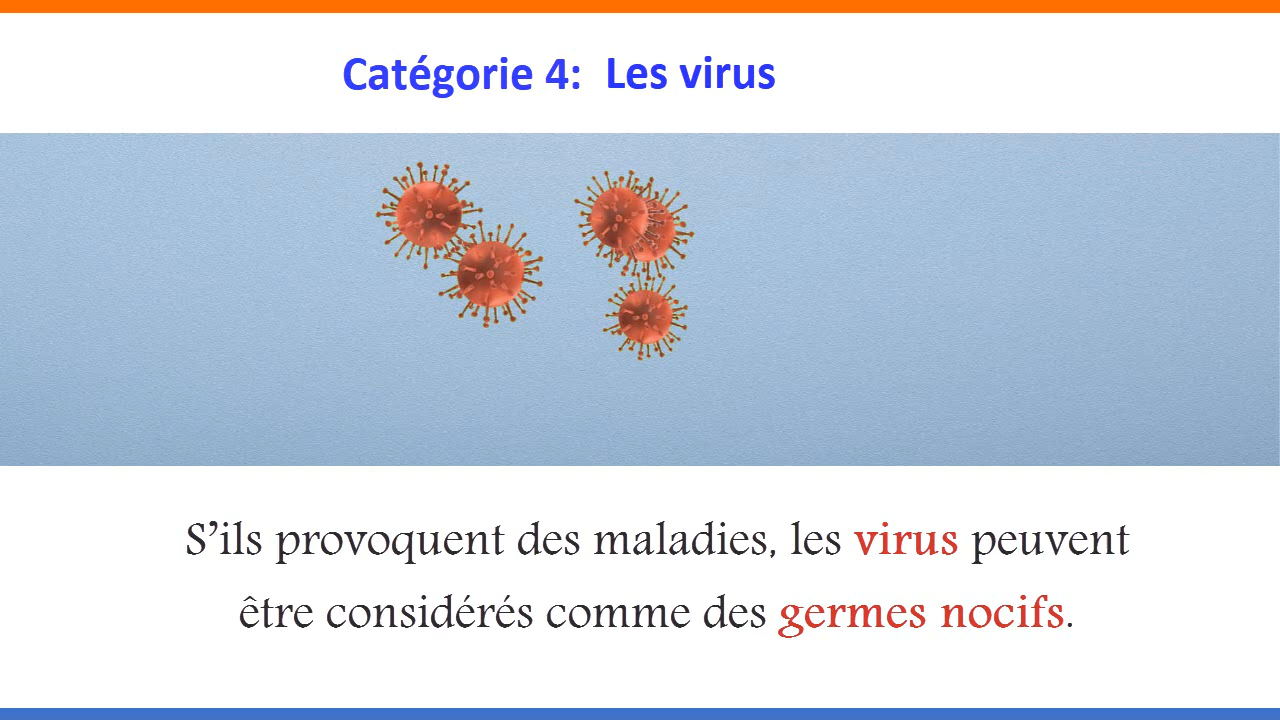 Catégorie 4: Les virus
S’ils provoquent des maladies, les virus peuvent
être considérés comme des germes nocifs.